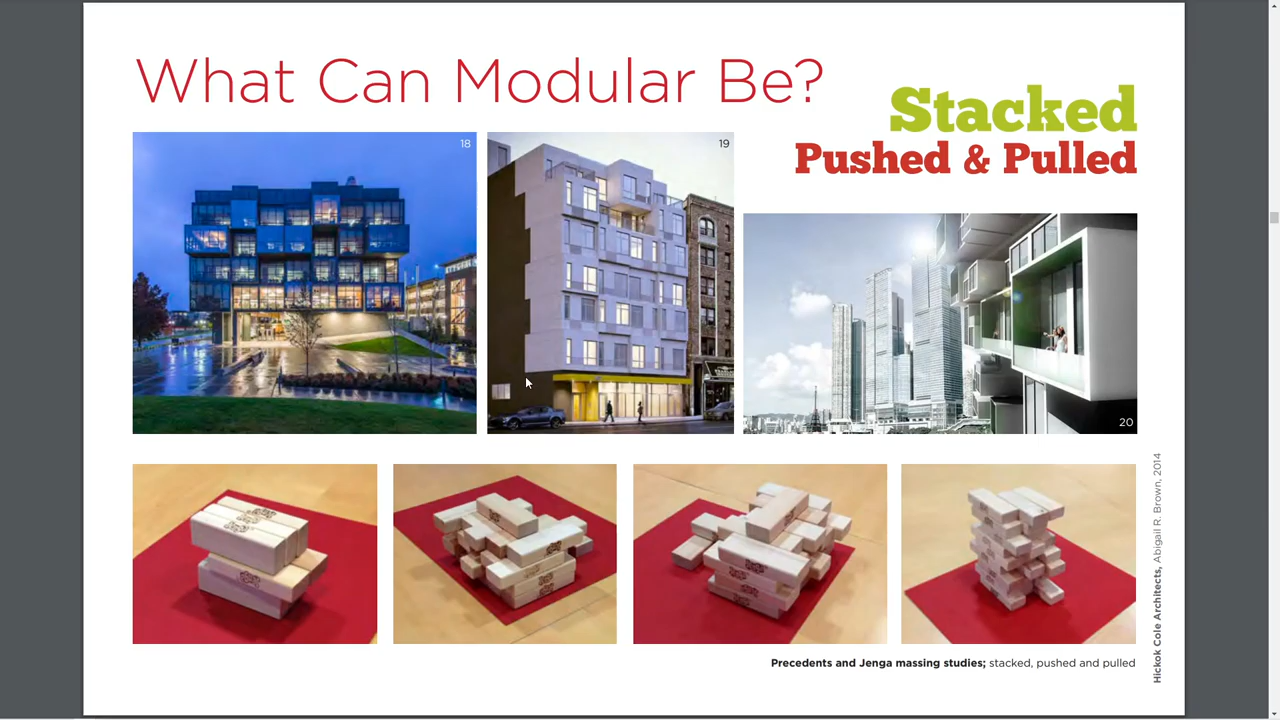 What Can Modular Be?
Stacked
Pushed & Pulled
18
19
20
Precedents and Jenga massing studies; stacked, pushed and pulled
Hickok Cole Architects, Abigail R. Brown, 2014